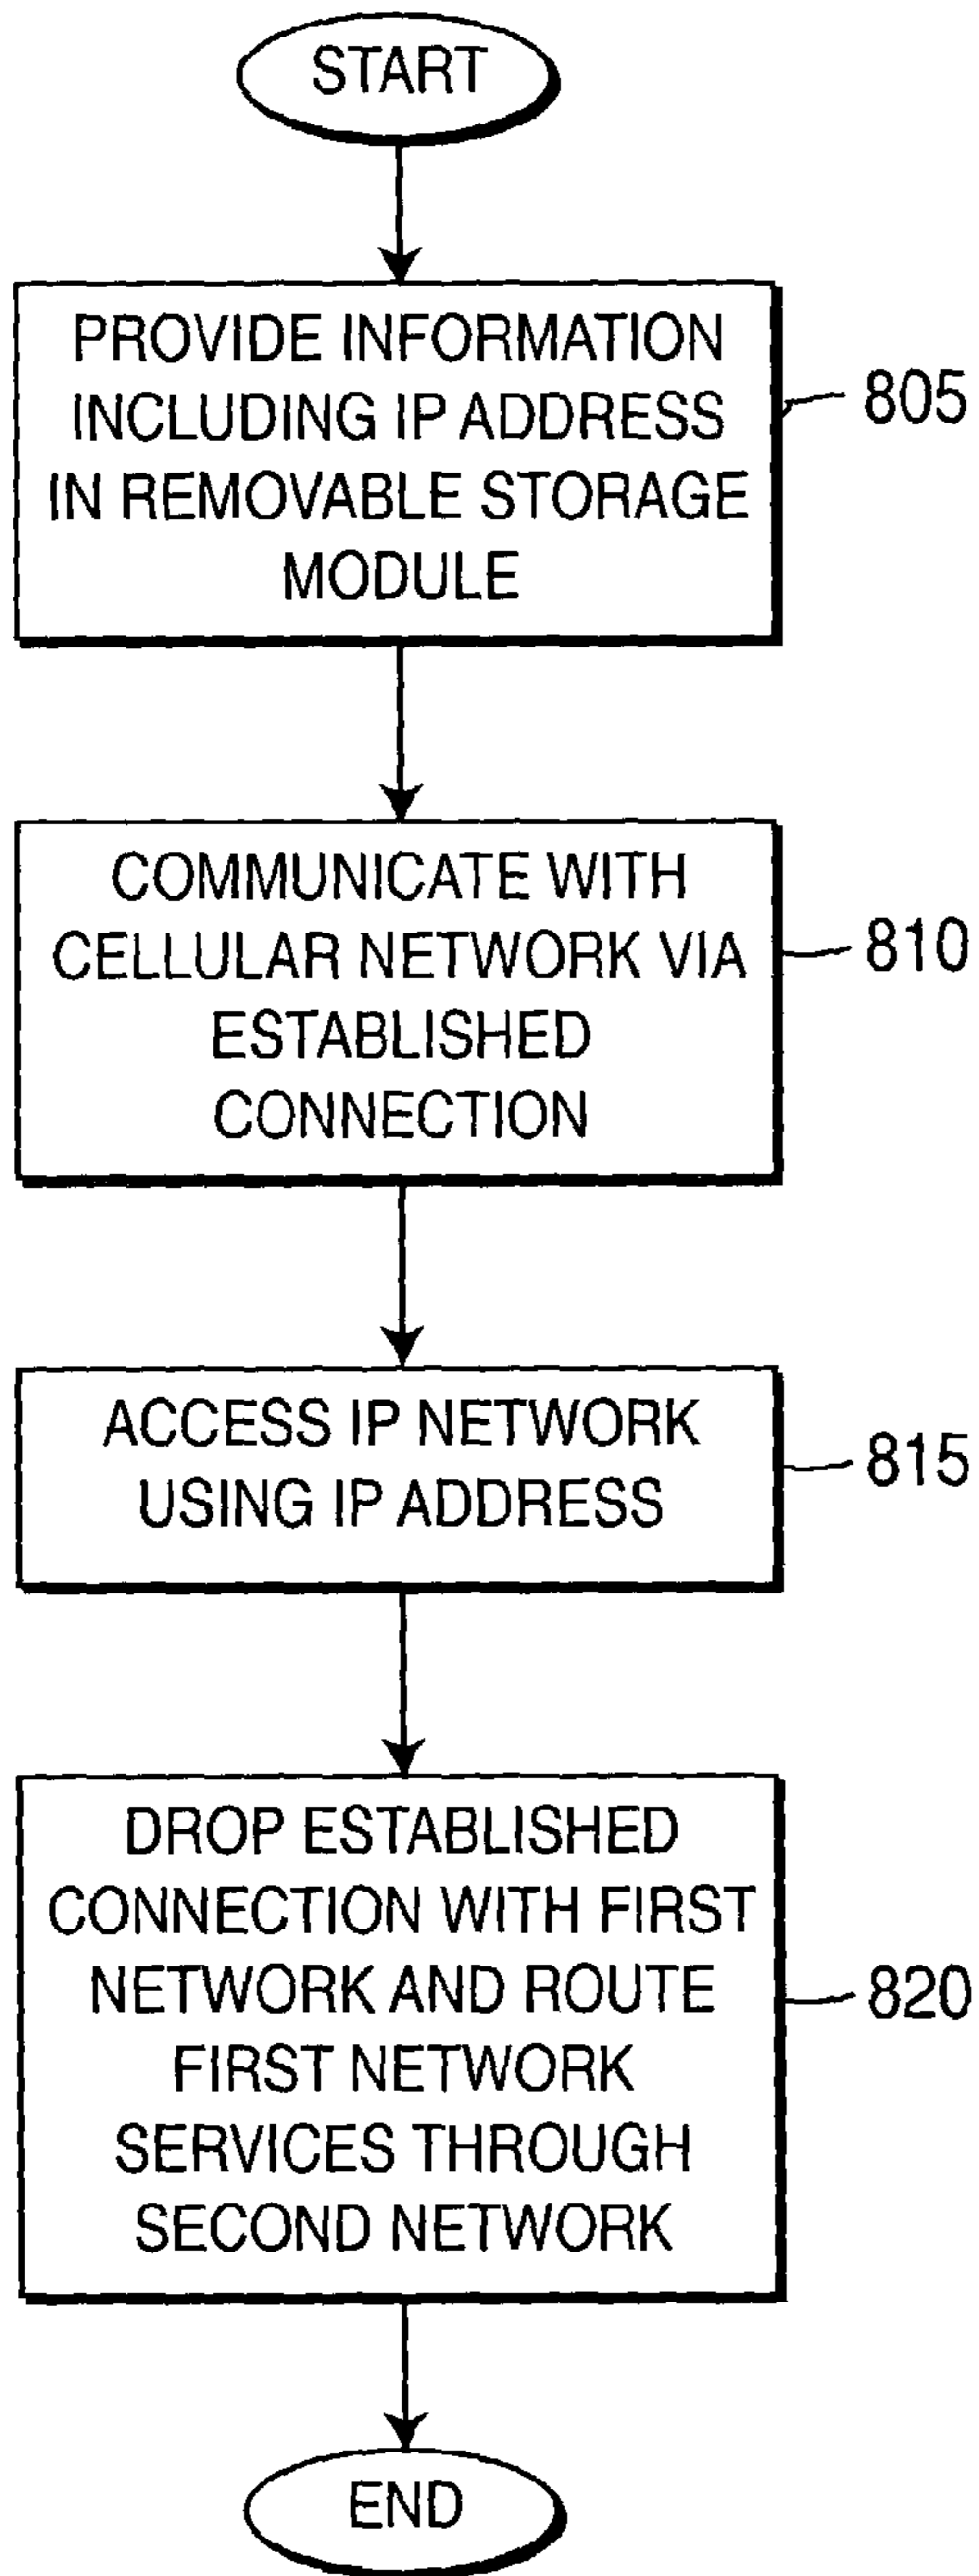 START
PROVIDE INFORMATION
INCLUDING IP ADDRESS
IN REMOVABLE STORAGE
MODULE
805
COMMUNICATE WITH
CELLULAR NETWORK VIA
ESTABLISHED
CONNECTION
810
ACCESS IP NETWORK
USING IP ADDRESS
815
DROP ESTABLISHED
CONNECTION WITH FIRST
NETWORK AND ROUTE
FIRST NETWORK
SERVICES THROUGH
SECOND NETWORK
820
END